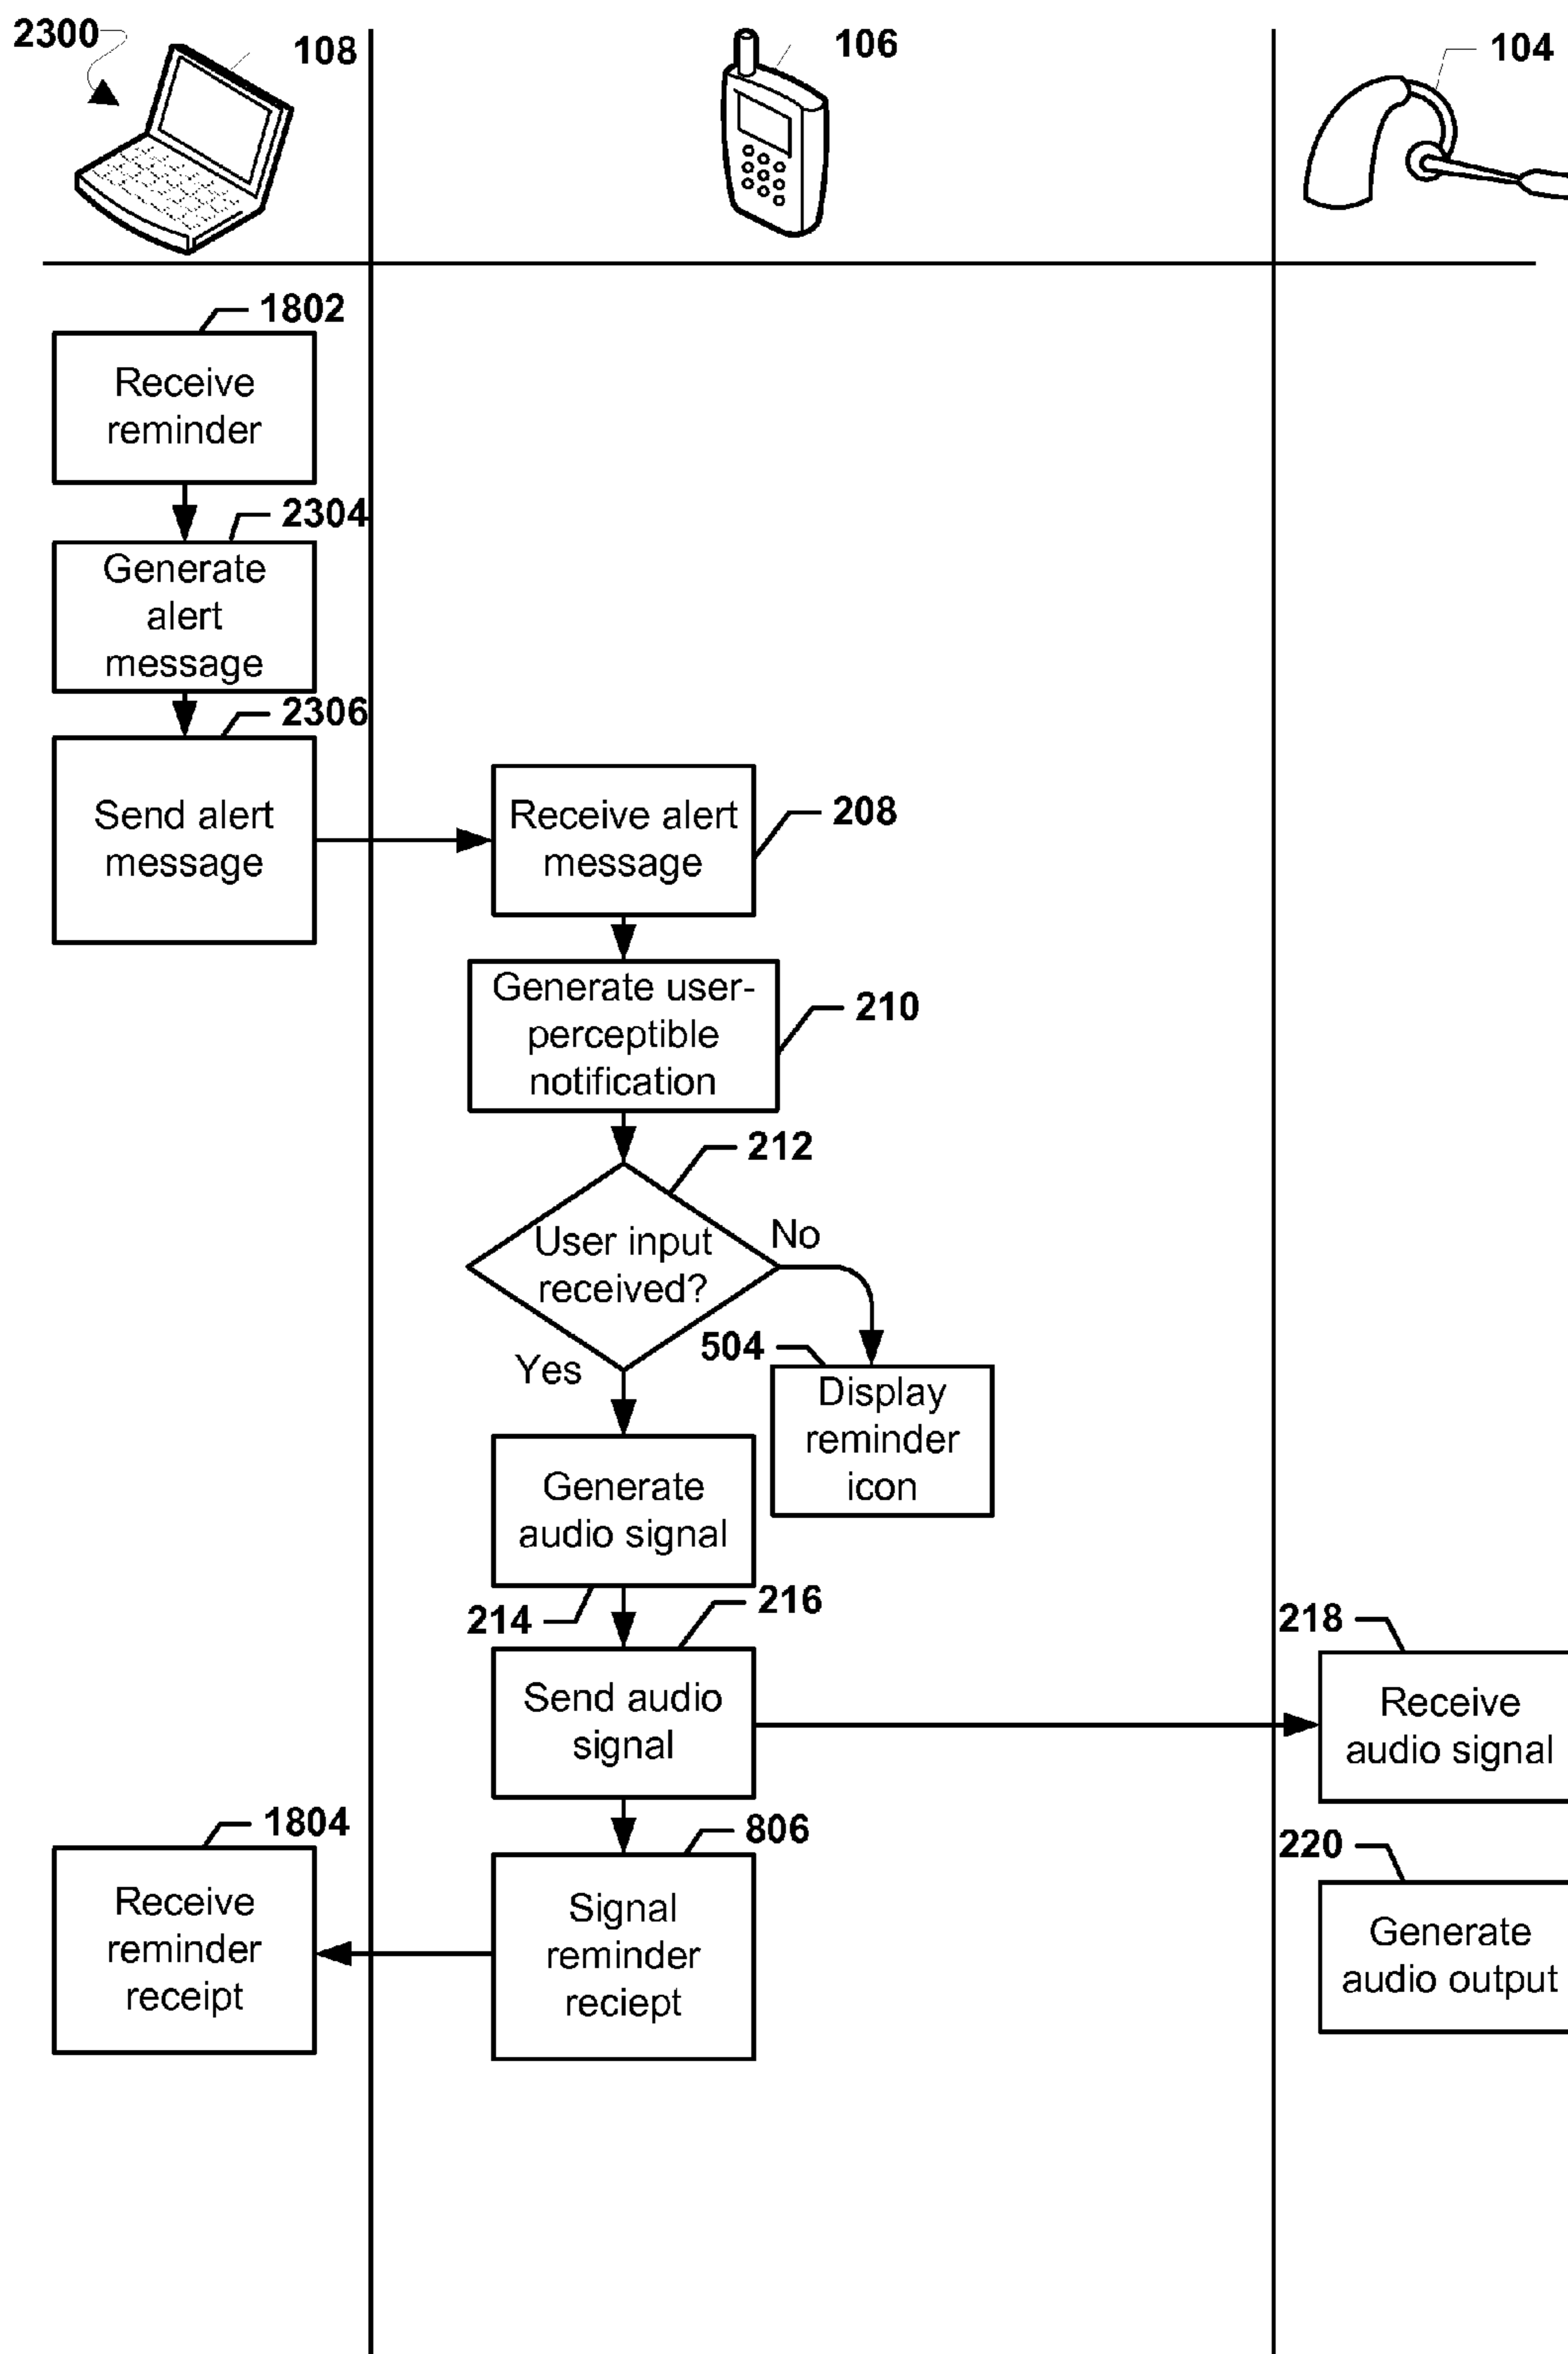 2300
108
106
104
1802
Receive
reminder
2304
Generate
alert
message
2306
Send alert
message
Receive alert
message
208
Generate user-
perceptible
notification
210
212
User input
received?
No
Yes
504
Display
reminder
icon
Generate
audio signal
214
216
Send audio
signal
218
Receive
audio signal
1804
Receive
reminder
receipt
806
Signal
reminder
reciept
220
Generate
audio output